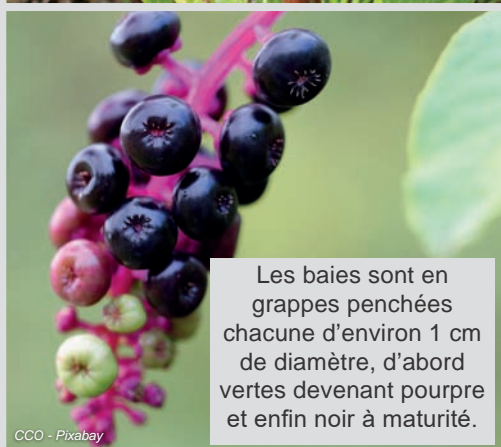 Les baies sont en
grappes penchées
chacune d'environ 1 cm
de diamètre, d'abord
vertes devenant pourpre
et enfin noir à maturité.
CCO - Pixabay